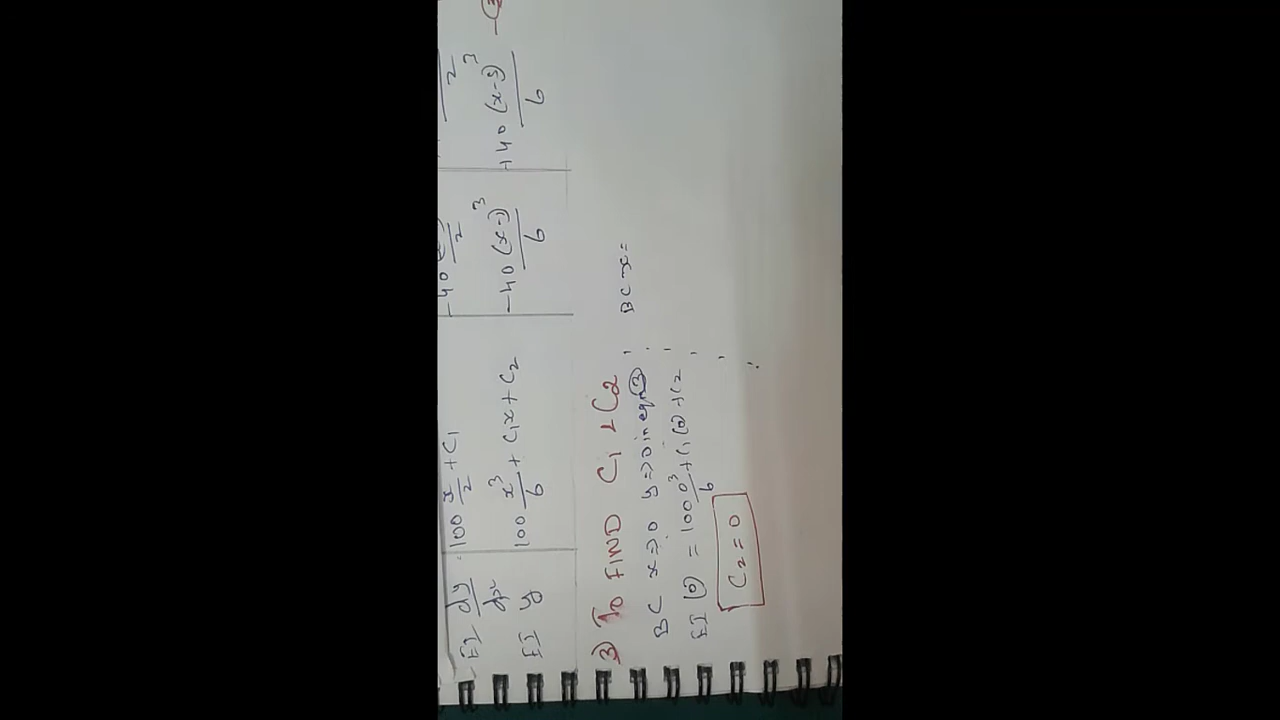 EI dy/dx 100 x/2 + C₁ -40 /2 2
EI y 100 x³/6 + C₁x + C₂ -40 (x-1)³/6 +40 (x-3)³/6 -
3) To FIND C₁ & C₂
BC x=>0 y=>0 in eqn ③ BC x=
EI (0) = 100 0³/6 + C₁(0) + C₂
C₂ = 0